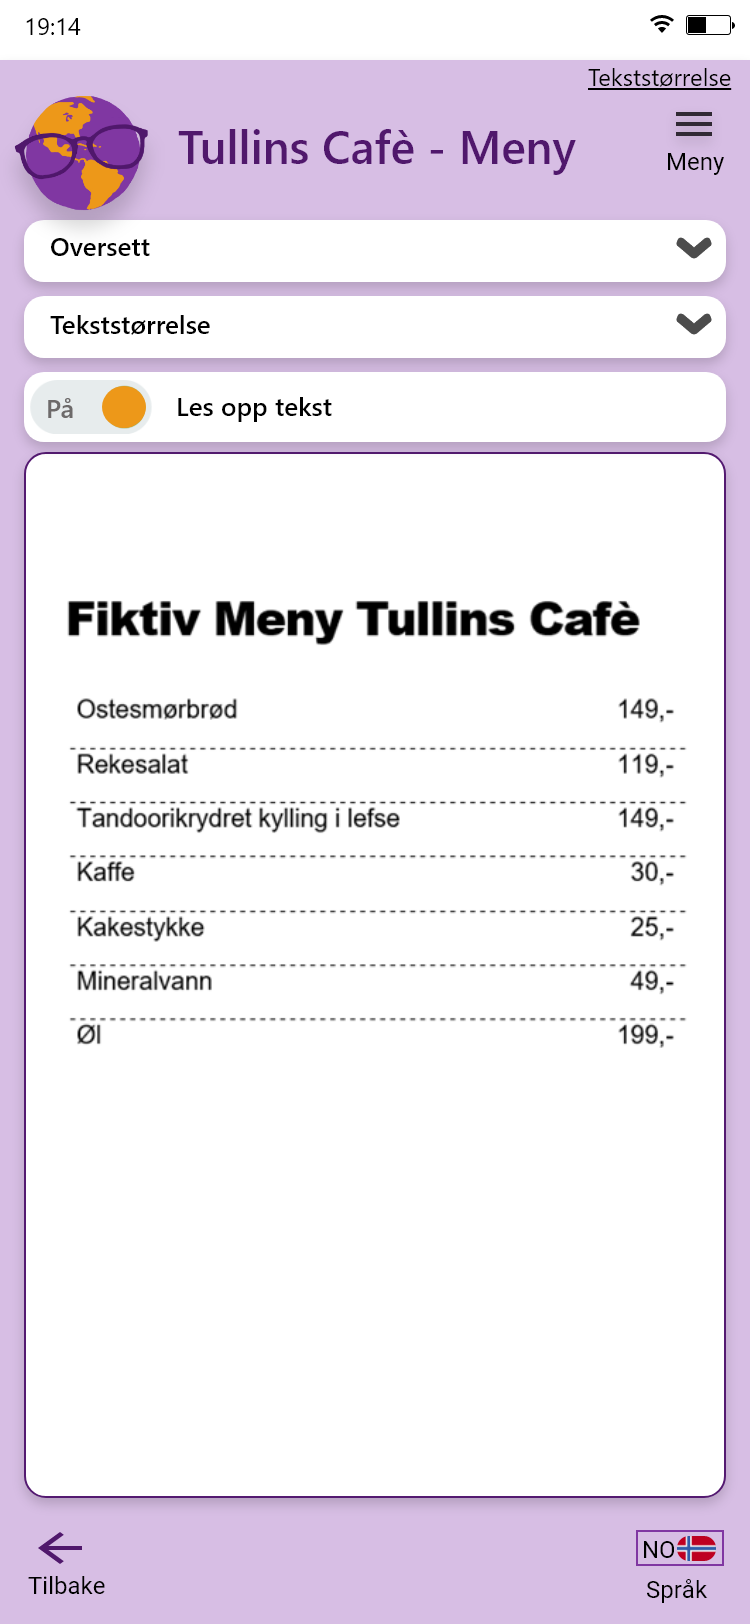 19:14
Tekststørrelse
Tullins Cafè - Meny
Meny
Oversett
Tekststørrelse
På Les opp tekst
Fiktiv Meny Tullins Cafè
Ostesmørbrød 149,-
Rekesalat 119,-
Tandoorikrydret kylling i lefse 149,-
Kaffe 30,-
Kakestykke 25,-
Mineralvann 49,-
Øl 199,-
NO
Tilbake
Språk